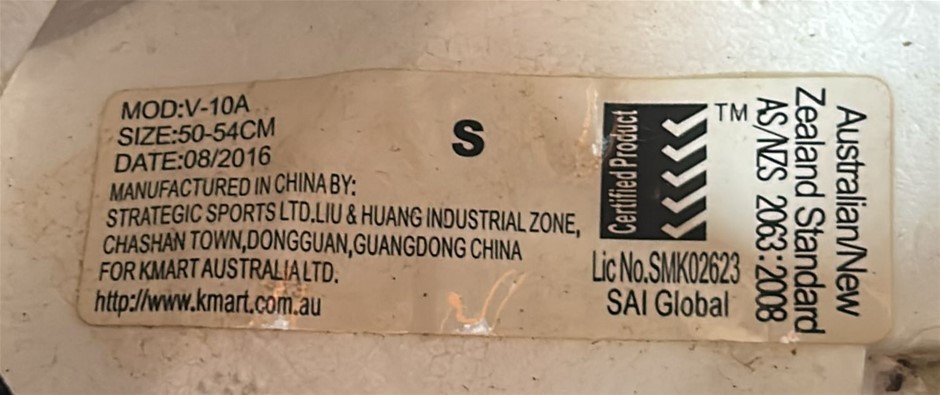 MOD:V-10A
SIZE:50-54CM
DATE:08/2016
MANUFACTURED IN CHINA BY:
STRATEGIC SPORTS LTD.LIU & HUANG INDUSTRIAL ZONE,
CHASHAN TOWN,DONGGUAN,GUANGDONG CHINA
FOR KMART AUSTRALIA LTD.
http://www.kmart.com.au
S
Certified Product
TM
Lic No.SMK02623
SAI Global
Australian/New
Zealand Standard
AS/NZS 2063:2008